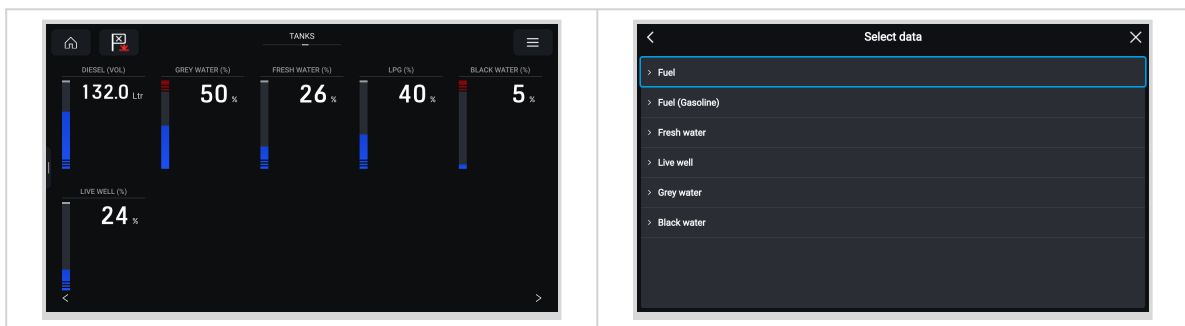 TANKS
DIESEL (VOL)
132.0 Ltr
GREY WATER (%)
50 %
FRESH WATER (%)
26 %
LPG (%)
40 %
BLACK WATER (%)
5 %
LIVE WELL (%)
24 %
Select data
Fuel
Fuel (Gasoline)
Fresh water
Live well
Grey water
Black water